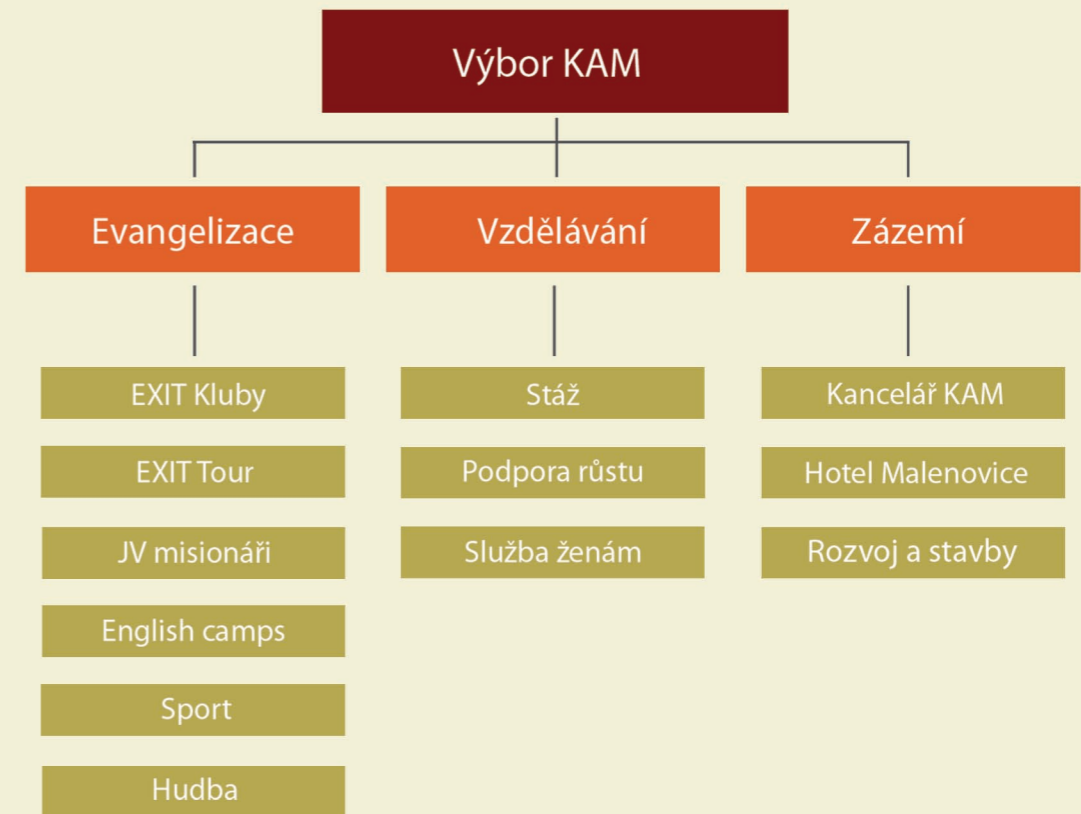 Výbor KAM
Evangelizace
Vzdělávání
Zázemí
EXIT Kluby
EXIT Tour
JV misionáři
English camps
Sport
Hudba
Stáž
Podpora růstu
Služba ženám
Kancelář KAM
Hotel Malenovice
Rozvoj a stavby